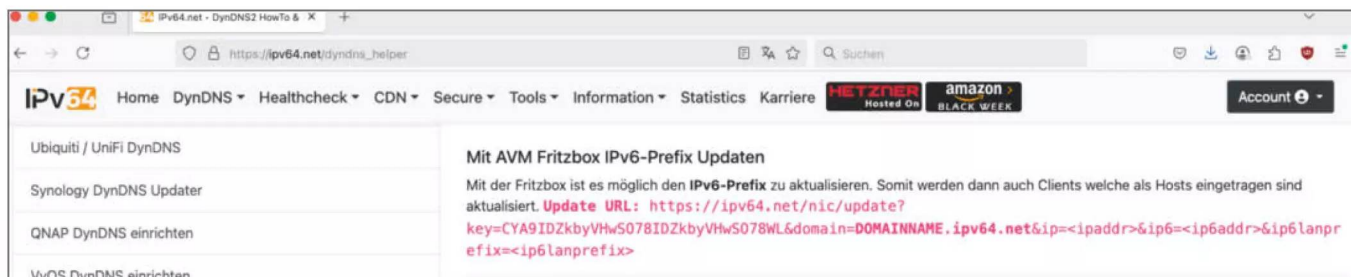 IPv64.net - DynDNS2 HowTo &
https://ipv64.net/dyndns_helper
Suchen
IPv64 Home DynDNS Healthcheck CDN Secure Tools Information Statistics Karriere HETZNER Hosted On amazon BLACK WEEK Account
Ubiquiti / UniFi DynDNS
Synology DynDNS Updater
QNAP DynDNS einrichten
VyOS DynDNS einrichten
Mit AVM Fritzbox IPv6-Prefix Updaten
Mit der Fritzbox ist es möglich den IPv6-Prefix zu aktualisieren. Somit werden dann auch Clients welche als Hosts eingetragen sind
aktualisiert. Update URL: https://ipv64.net/nic/update?
key=CYA9IDZkbyVHwSO78IDZkbyVHwSO78WL&domain=DOMAINNAME.ipv64.net&ip=<ipaddr>&ip6=<ip6addr>&ip6lanpr
efix=<ip6lanprefix>